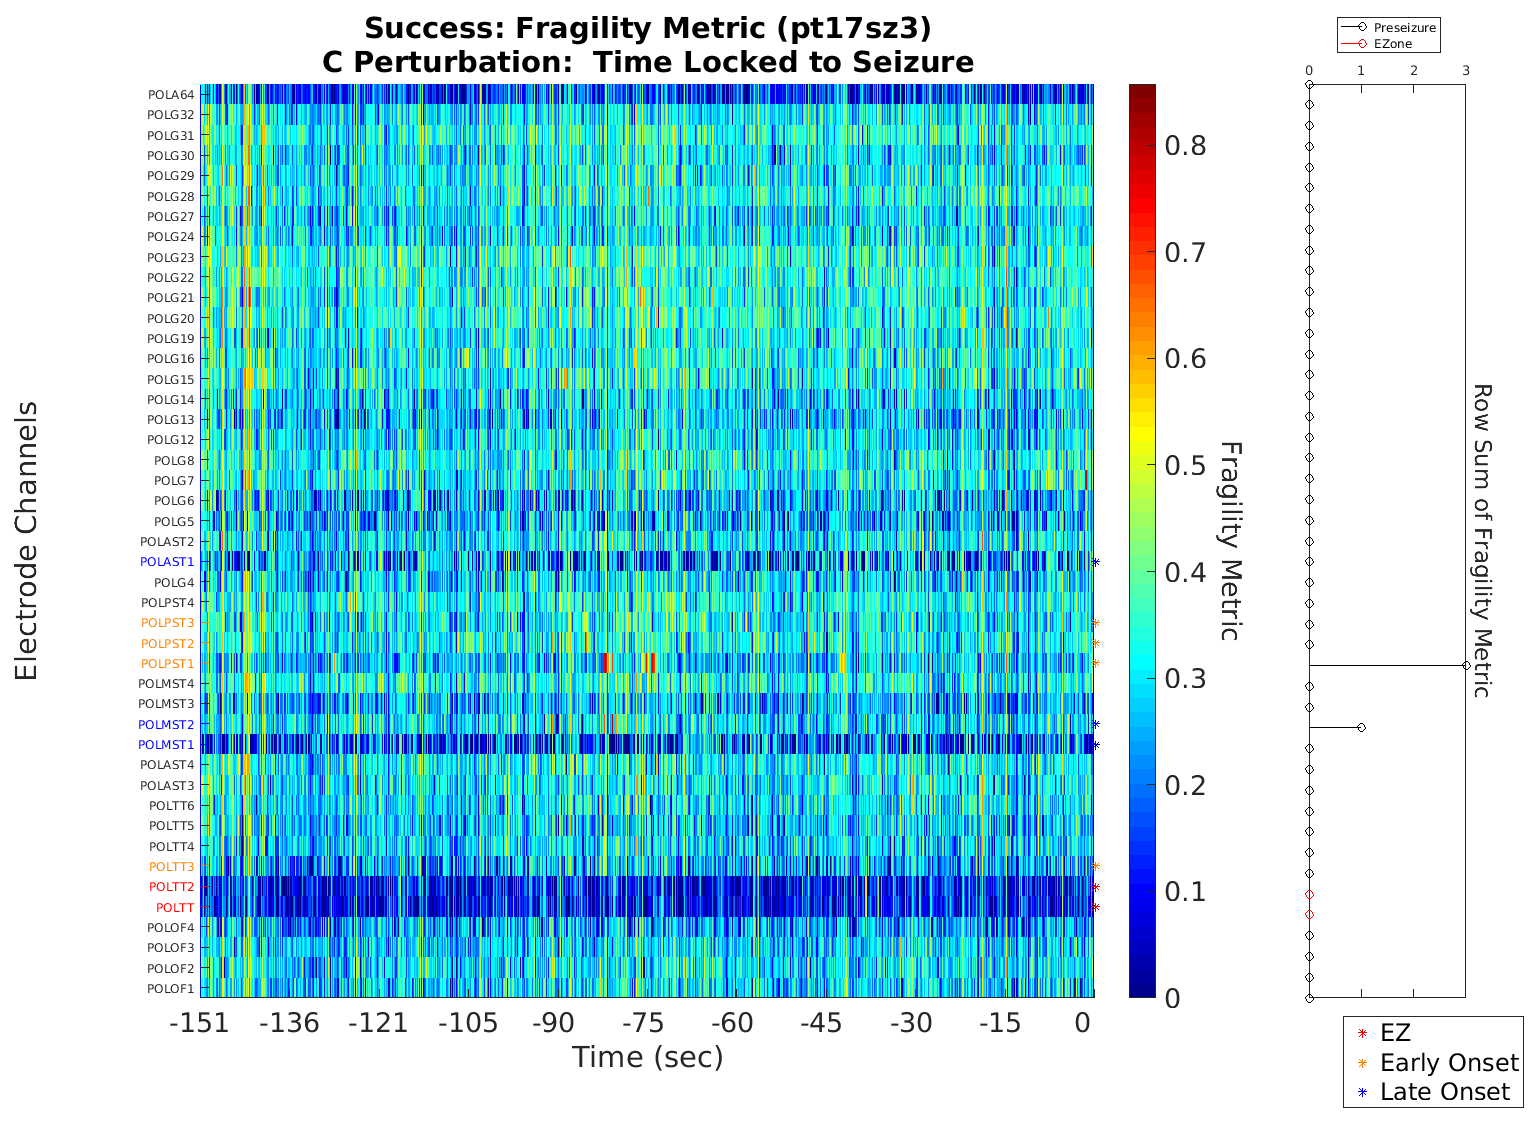 Success: Fragility Metric (pt17sz3)
C Perturbation:  Time Locked to Seizure
Preseizure
EZone
0 1 2 3
Electrode Channels
POLA64
POLG32
POLG31
POLG30
POLG29
POLG28
POLG27
POLG24
POLG23
POLG22
POLG21
POLG20
POLG19
POLG16
POLG15
POLG14
POLG13
POLG12
POLG8
POLG7
POLG6
POLG5
POLAST2
POLAST1
POLG4
POLPST4
POLPST3
POLPST2
POLPST1
POLMST4
POLMST3
POLMST2
POLMST1
POLAST4
POLAST3
POLTT6
POLTT5
POLTT4
POLTT3
POLTT2
POLTT
POLOF4
POLOF3
POLOF2
POLOF1
-151 -136 -121 -105 -90 -75 -60 -45 -30 -15 0
Time (sec)
0.8
0.7
0.6
0.5
0.4
0.3
0.2
0.1
0
Fragility Metric
Row Sum of Fragility Metric
EZ
Early Onset
Late Onset